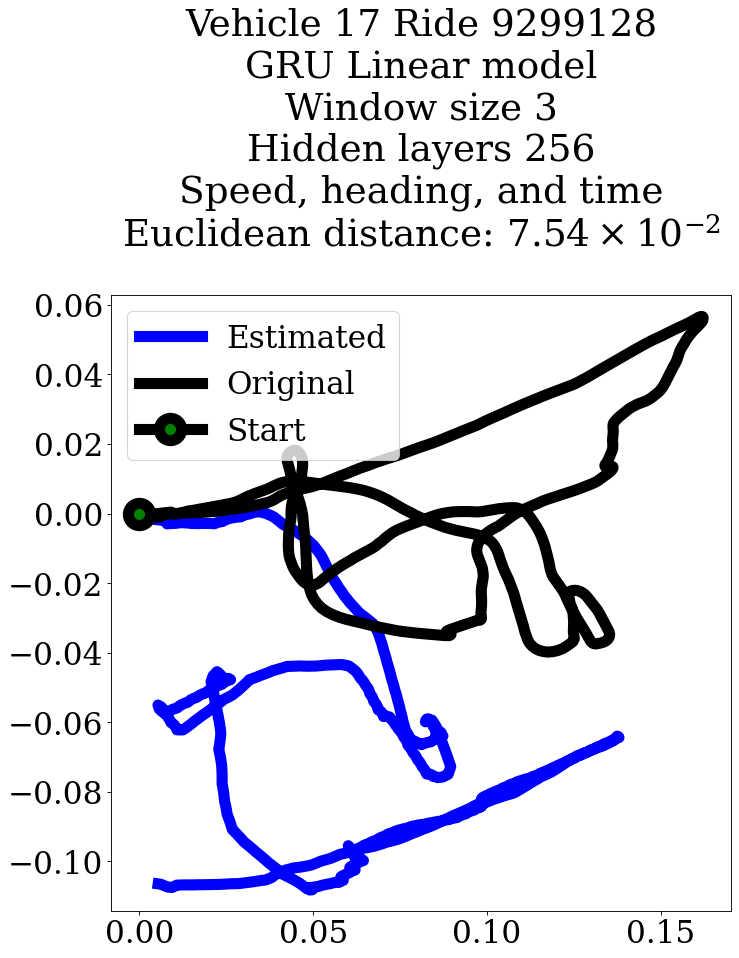 Vehicle 17 Ride 9299128
GRU Linear model
Window size 3
Hidden layers 256
Speed, heading, and time
Euclidean distance: 7.54 × 10⁻²
0.06
0.04
0.02
0.00
−0.02
−0.04
−0.06
−0.08
−0.10
Estimated
Original
Start
0.00 0.05 0.10 0.15